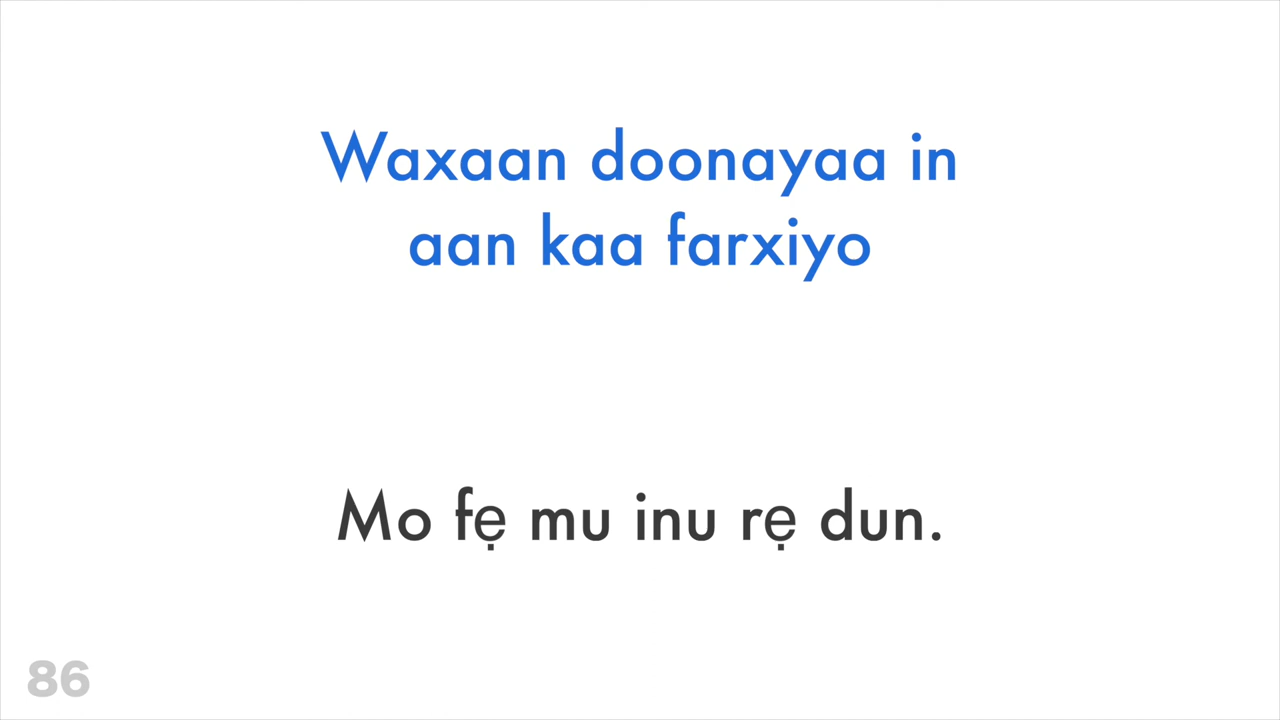 Waxaan doonayaa in
aan kaa farxiyo
Mo fẹ mu inu rẹ dun.
86